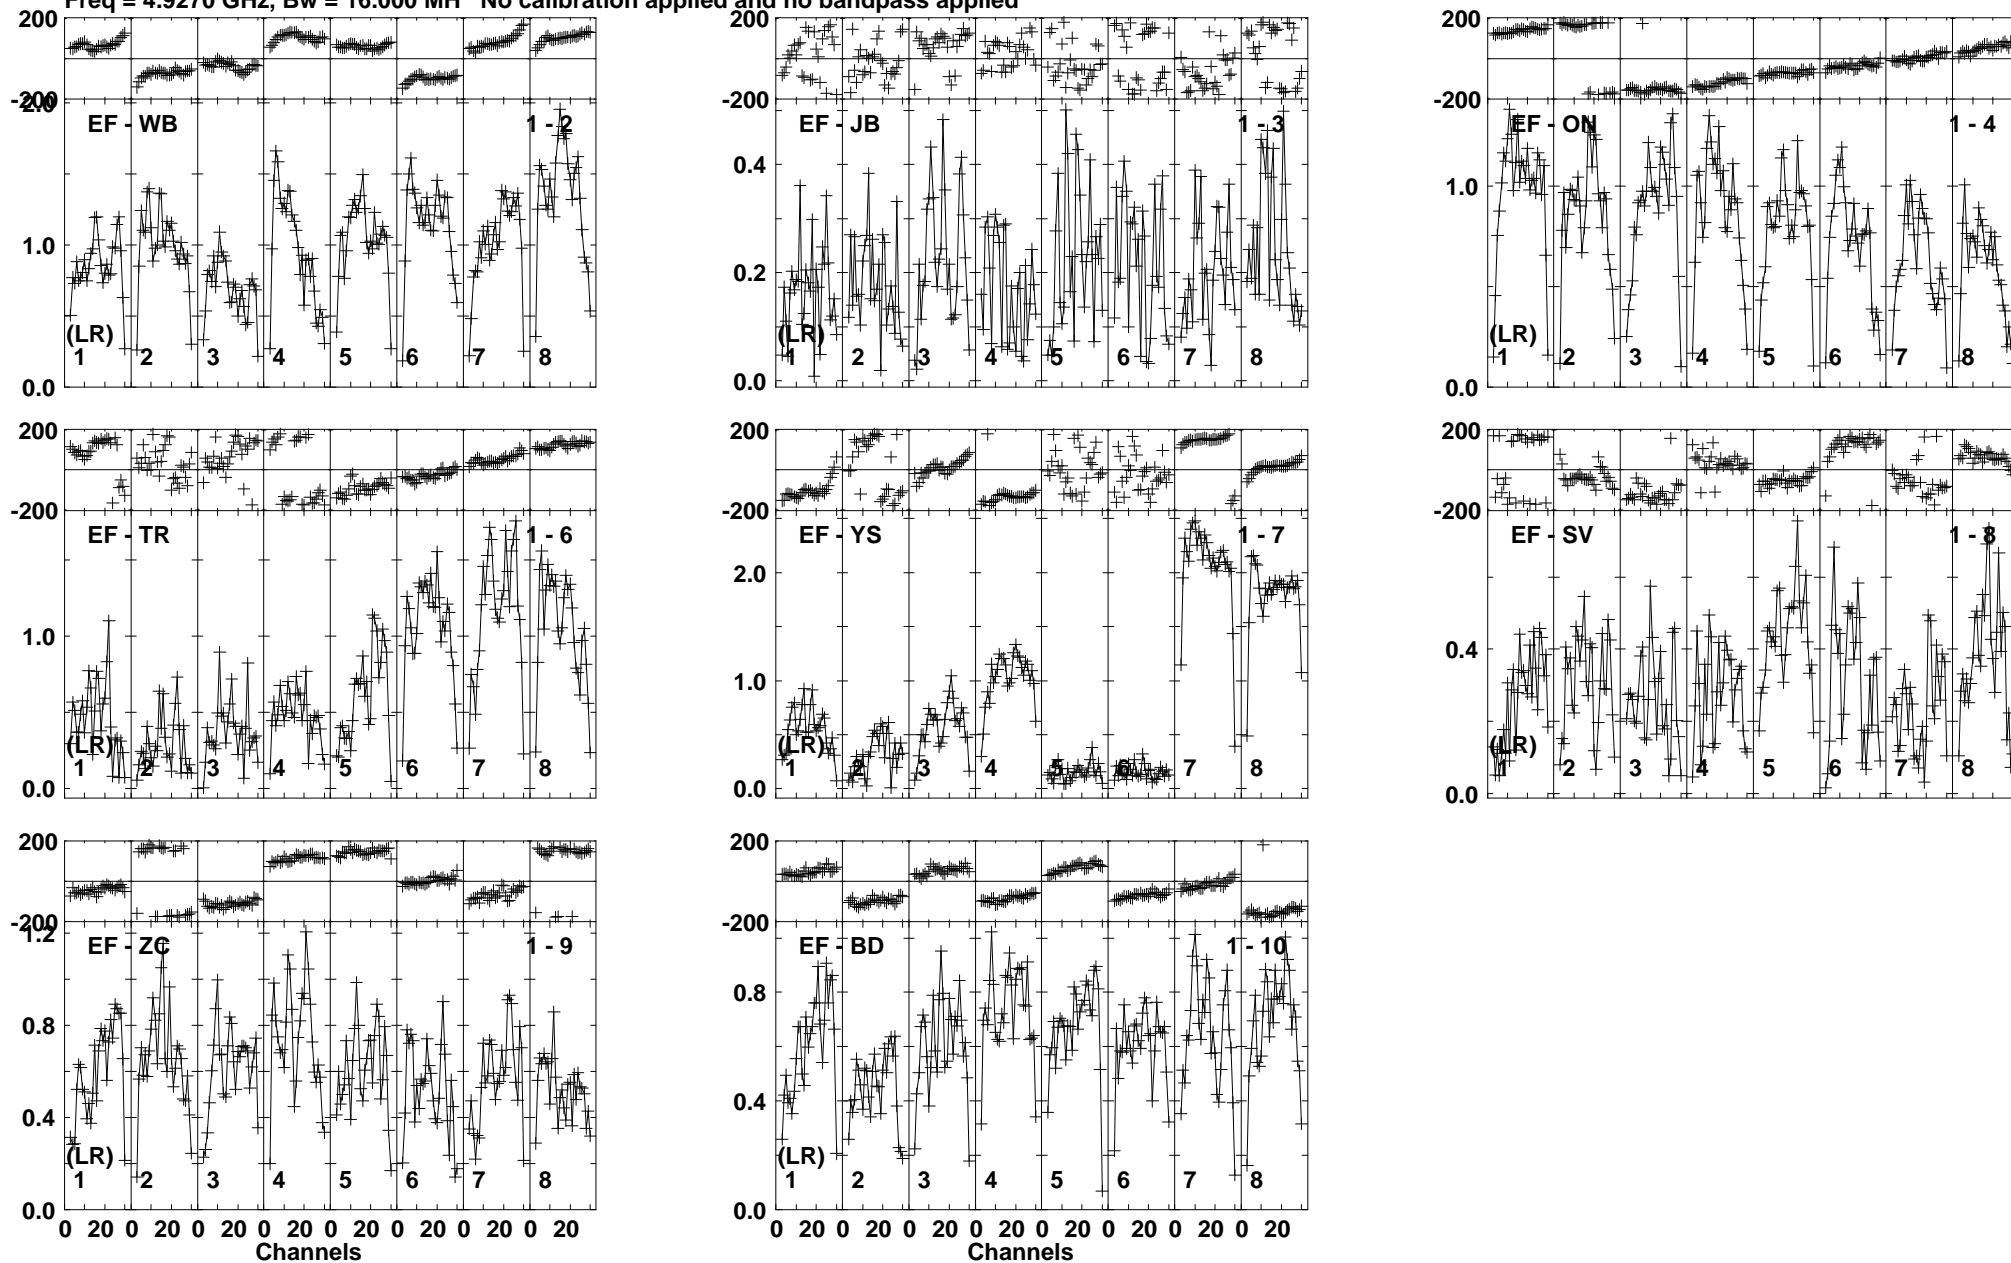 Freq = 4.9270 GHz, Bw = 16.000 MH No calibration applied and no bandpass applied
200
-200
2.0
1.0
0.0
EF - WB
1 - 2
(LR)
1 2 3 4 5 6 7 8
200
-200
0.4
0.2
0.0
EF - JB
1 - 3
(LR)
1 2 3 4 5 6 7 8
200
-200
1.0
0.0
EF - ON
1 - 4
(LR)
1 2 3 4 5 6 7 8
200
-200
1.0
0.0
EF - TR
1 - 6
(LR)
1 2 3 4 5 6 7 8
200
-200
2.0
1.0
0.0
EF - YS
1 - 7
(LR)
1 2 3 4 5 6 7 8
200
-200
0.4
0.0
EF - SV
1 - 8
(LR)
1 2 3 4 5 6 7 8
200
-200
1.2
0.8
0.4
0.0
EF - ZC
1 - 9
(LR)
1 2 3 4 5 6 7 8
0 20 0 20 0 20 0 20 0 20 0 20 0 20 0 20
Channels
200
-200
0.8
0.4
0.0
EF - BD
1 - 10
(LR)
1 2 3 4 5 6 7 8
0 20 0 20 0 20 0 20 0 20 0 20 0 20 0 20
Channels